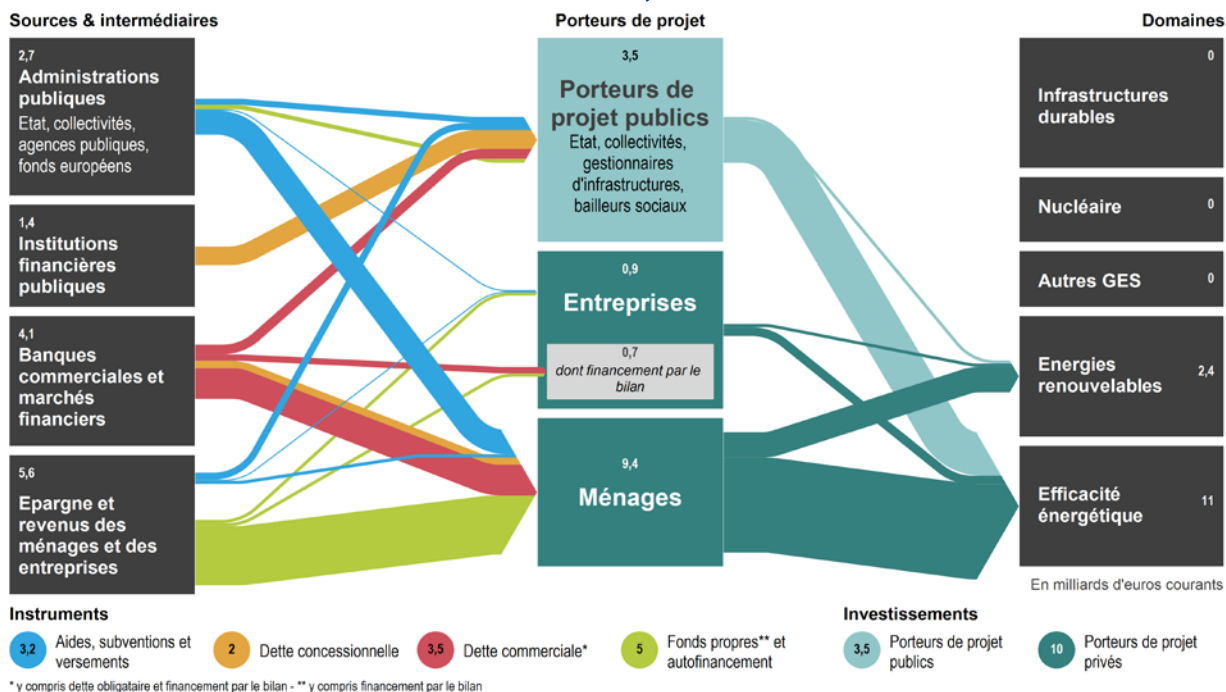 Sources & intermédiaires
Porteurs de projet
Domaines
2,7
Administrations
publiques
Etat, collectivités,
agences publiques,
fonds européens
1,4
Institutions
financières
publiques
4,1
Banques
commerciales et
marchés
financiers
5,6
Epargne et
revenus des
ménages et des
entreprises
3,5
Porteurs de
projet publics
Etat, collectivités,
gestionnaires
d'infrastructures,
bailleurs sociaux
0,9
Entreprises
0,7
dont financement par le
bilan
9,4
Ménages
0
Infrastructures
durables
Nucléaire
0
Autres GES
0
Energies
renouvelables
2,4
Efficacité
énergétique
11
En milliards d'euros courants
Instruments
3,2
Aides, subventions et
versements
2
Dette concessionnelle
3,5
Dette commerciale*
5
Fonds propres** et
autofinancement
Investissements
3,5
Porteurs de projet
publics
10
Porteurs de projet
privés
* y compris dette obligataire et financement par le bilan - ** y compris financement par le bilan